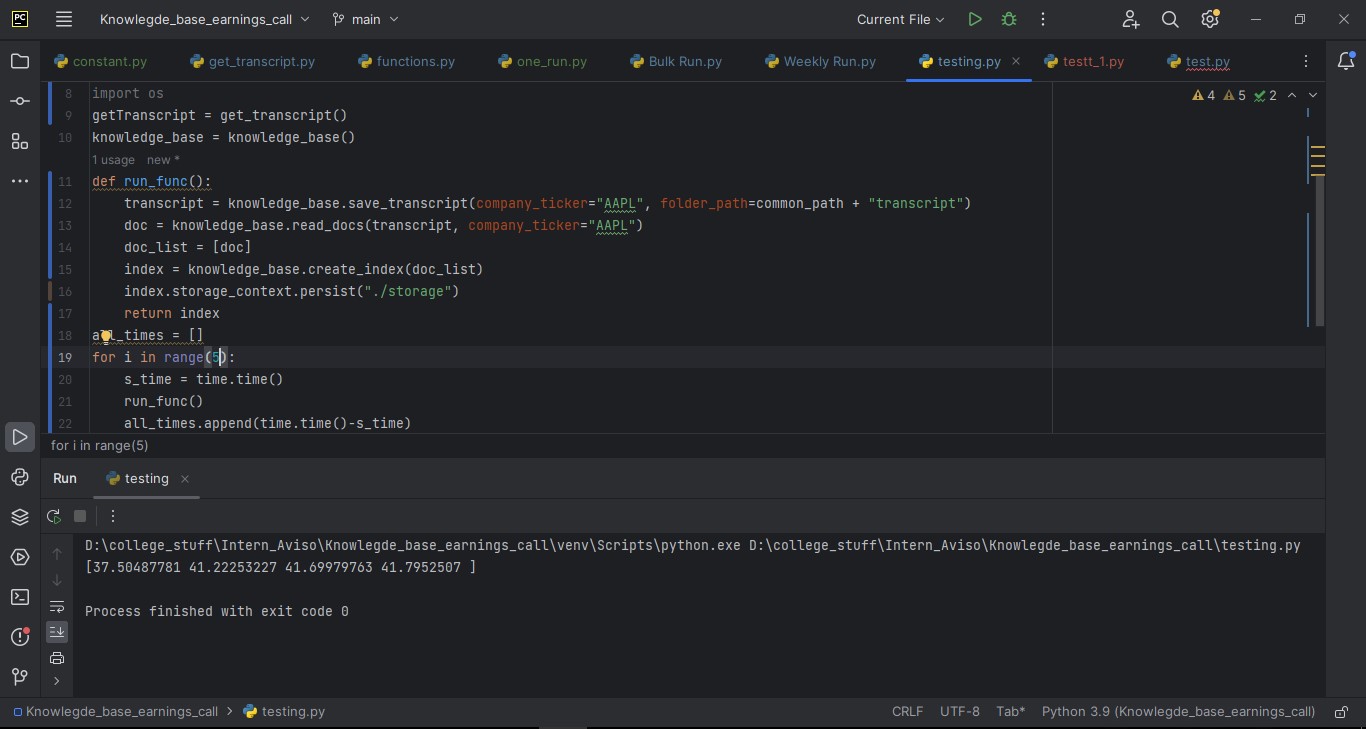 PC Knowlegde_base_earnings_call main Current File
constant.py get_transcript.py functions.py one_run.py Bulk Run.py Weekly Run.py testing.py testt_1.py test.py
8 import os
4 5 2
9 getTranscript = get_transcript()
10 knowledge_base = knowledge_base()
1 usage new *
11 def run_func():
12 transcript = knowledge_base.save_transcript(company_ticker="AAPL", folder_path=common_path + "transcript")
13 doc = knowledge_base.read_docs(transcript, company_ticker="AAPL")
14 doc_list = [doc]
15 index = knowledge_base.create_index(doc_list)
16 index.storage_context.persist("./storage")
17 return index
18 all_times = []
19 for i in range(5):
20 s_time = time.time()
21 run_func()
22 all_times.append(time.time()-s_time)
for i in range(5)
Run testing
D:\college_stuff\Intern_Aviso\Knowlegde_base_earnings_call\venv\Scripts\python.exe D:\college_stuff\Intern_Aviso\Knowlegde_base_earnings_call\testing.py
[37.50487781 41.22253227 41.69979763 41.7952507 ]
Process finished with exit code 0
Knowlegde_base_earnings_call > testing.py CRLF UTF-8 Tab* Python 3.9 (Knowlegde_base_earnings_call)